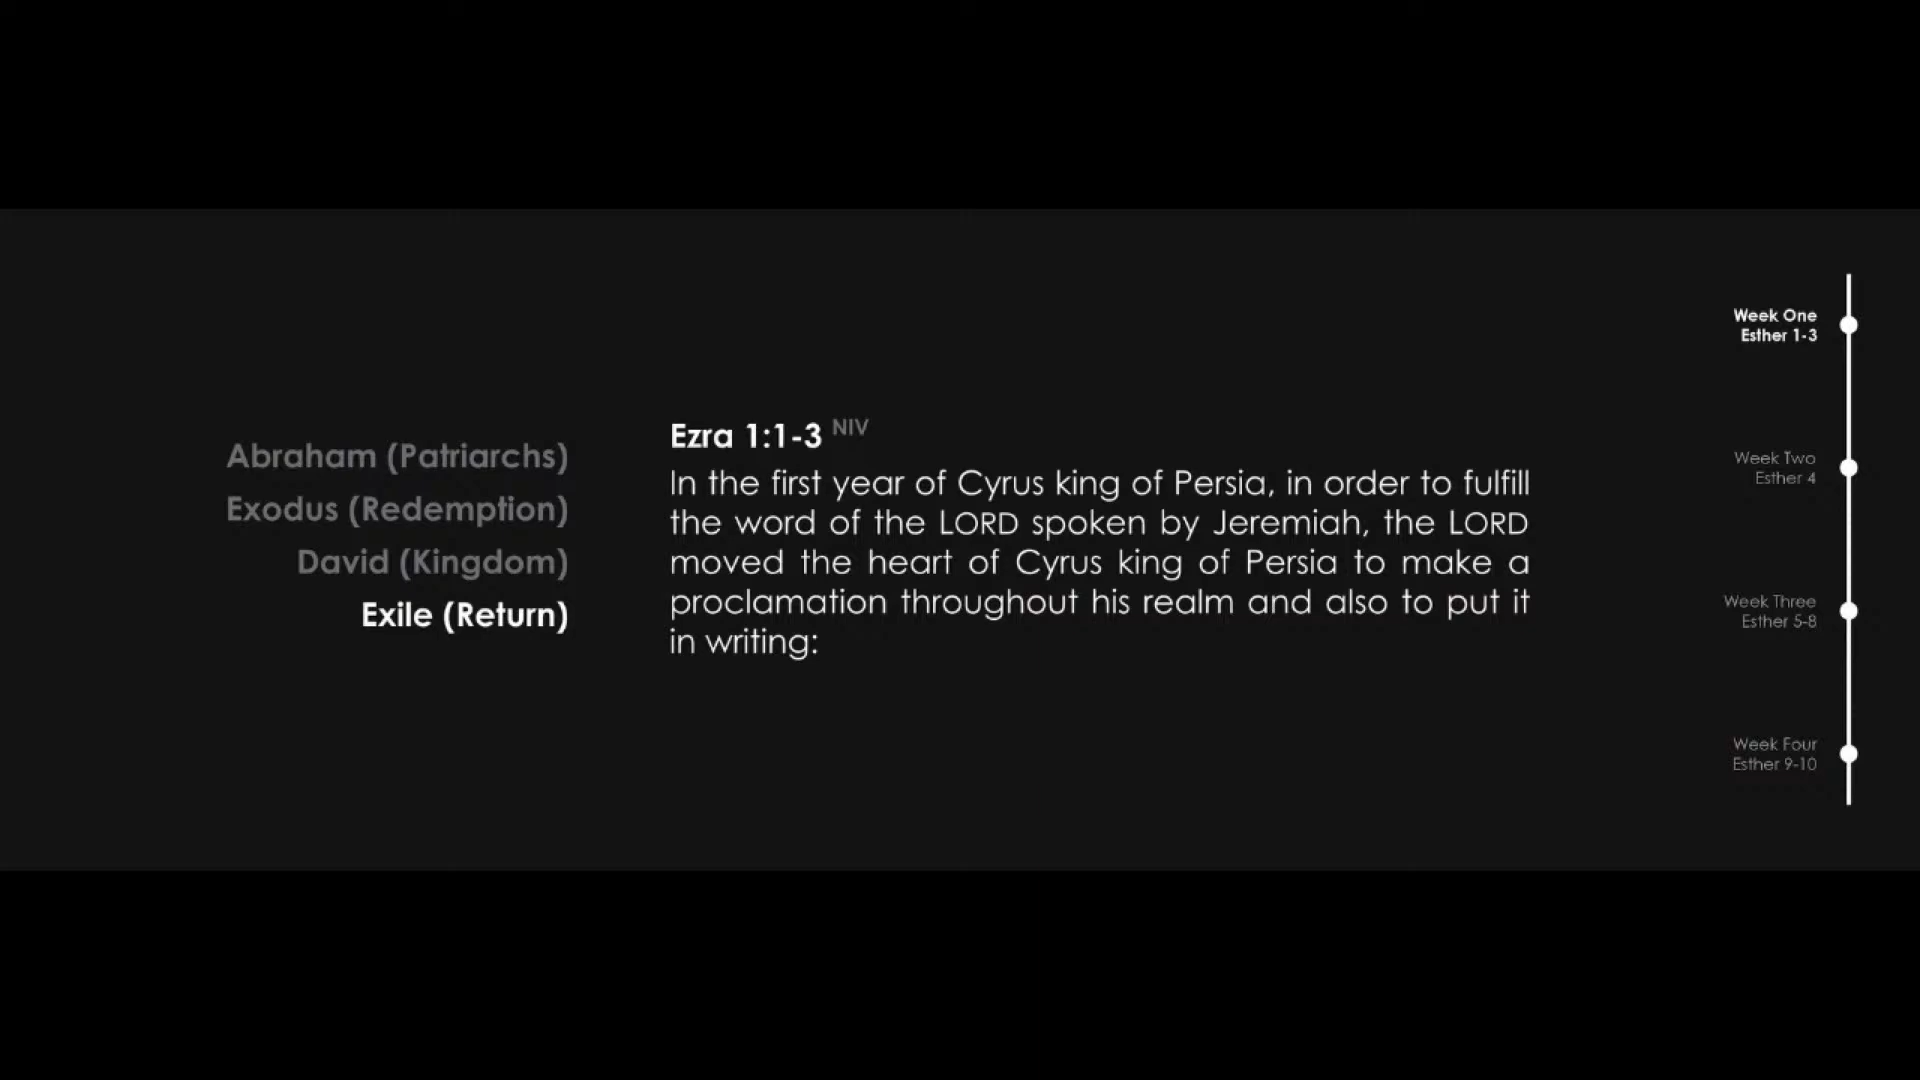 Abraham (Patriarchs)
Exodus (Redemption)
David (Kingdom)
Exile (Return)
Ezra 1:1-3 NIV
In the first year of Cyrus king of Persia, in order to fulfill
the word of the LORD spoken by Jeremiah, the LORD
moved the heart of Cyrus king of Persia to make a
proclamation throughout his realm and also to put it
in writing:
Week One
Esther 1-3
Week Two
Esther 4
Week Three
Esther 5-8
Week Four
Esther 9-10